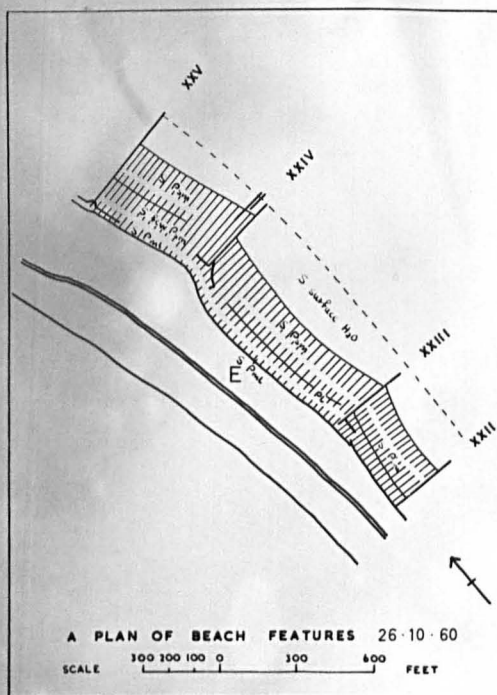 XXV
XXIV
XXIII
XXII
S surface H₂O
E
A PLAN OF BEACH FEATURES 26·10·60
SCALE 300 200 100 0 300 600 FEET